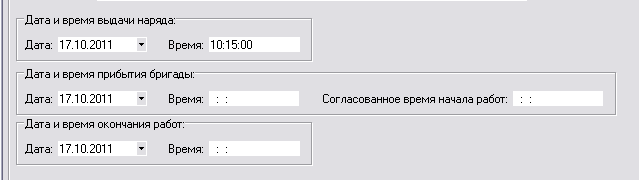 Дата и время выдачи наряда:
Дата: 17.10.2011 Время: 10:15:00
Дата и время прибытия бригады:
Дата: 17.10.2011 Время: : : Согласованное время начала работ: : :
Дата и время окончания работ:
Дата: 17.10.2011 Время: : :